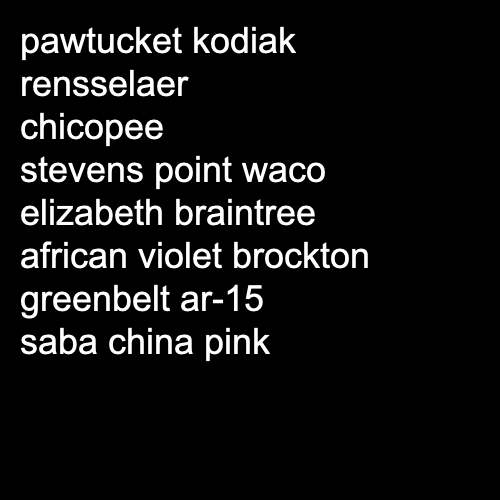 pawtucket kodiak
rensselaer
chicopee
stevens point waco
elizabeth braintree
african violet brockton
greenbelt ar-15
saba china pink